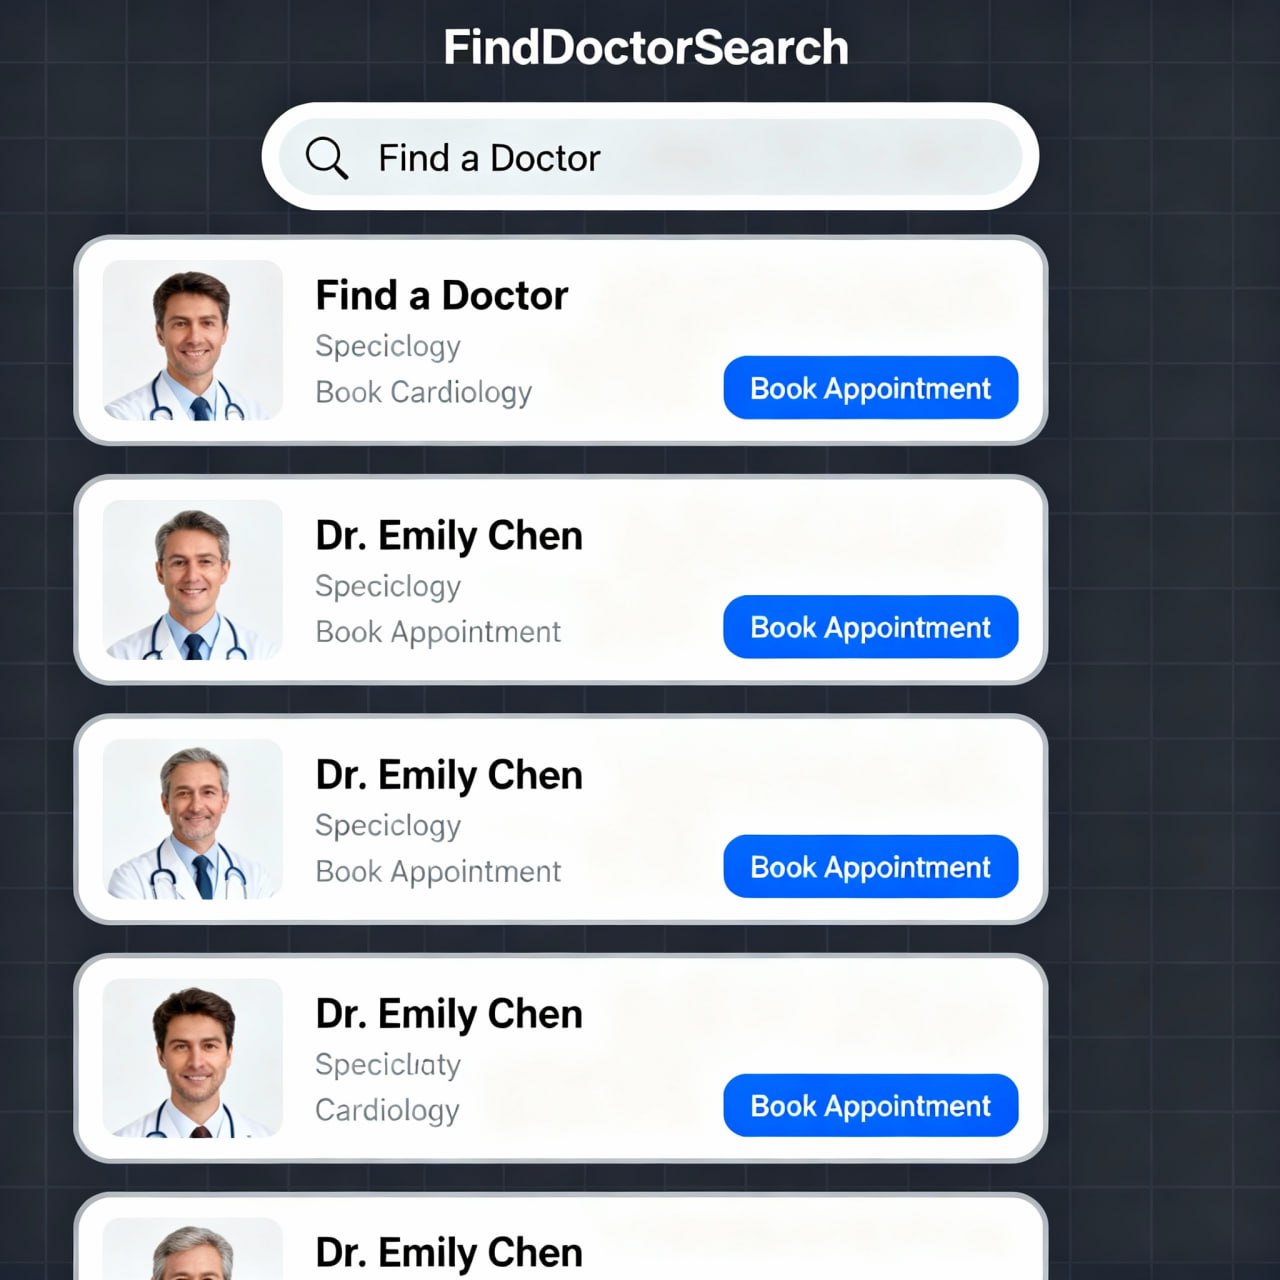 FindDoctorSearch
Find a Doctor
Find a Doctor
Speciclogy
Book Cardiology
Book Appointment
Dr. Emily Chen
Speciclogy
Book Appointment
Book Appointment
Dr. Emily Chen
Speciclogy
Book Appointment
Book Appointment
Dr. Emily Chen
Cardiology
Book Appointment
Dr. Emily Chen